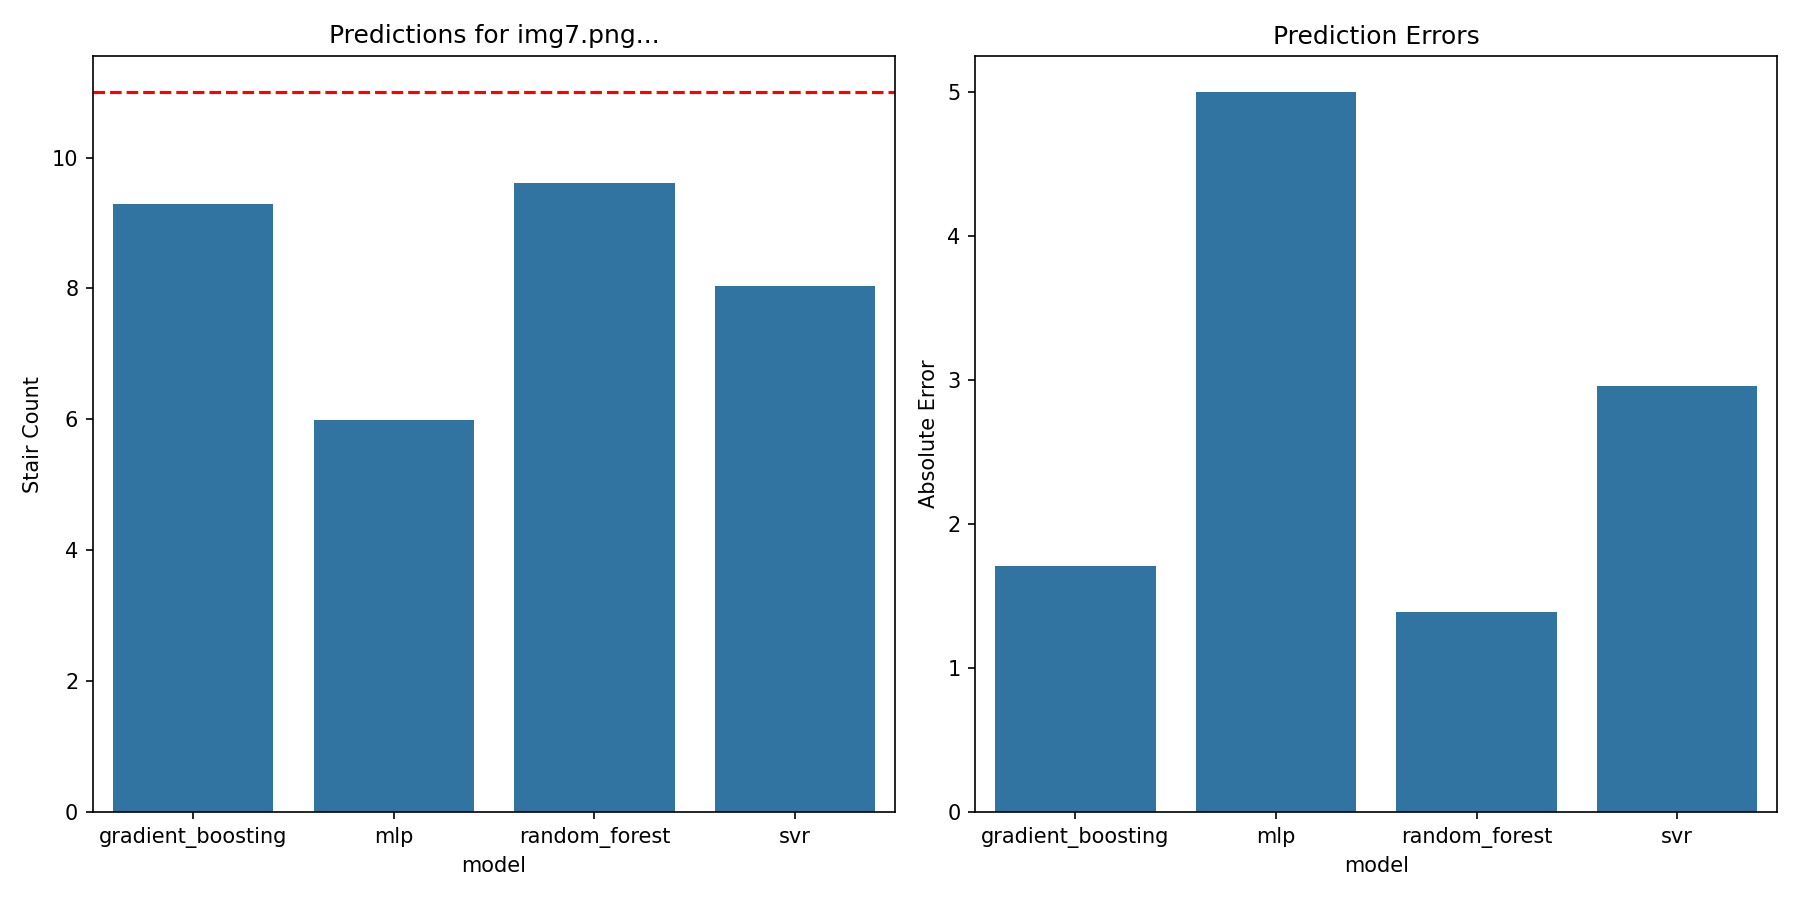 Predictions for img7.png...
Stair Count
10
8
6
4
2
0
gradient_boosting mlp random_forest svr
model
Prediction Errors
Absolute Error
5
4
3
2
1
0
gradient_boosting mlp random_forest svr
model